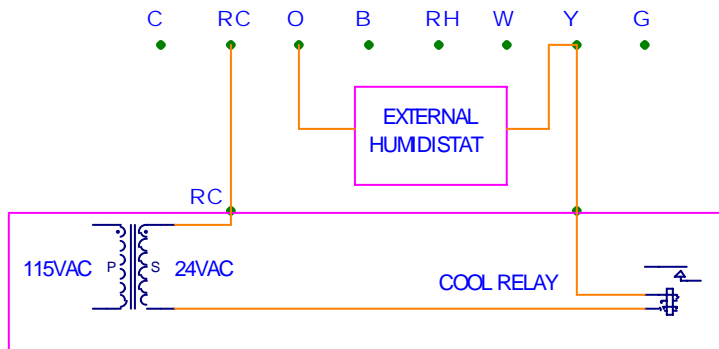 C RC O B RH W Y G
EXTERNAL
HUMIDISTAT
RC
115VAC P S 24VAC
COOL RELAY